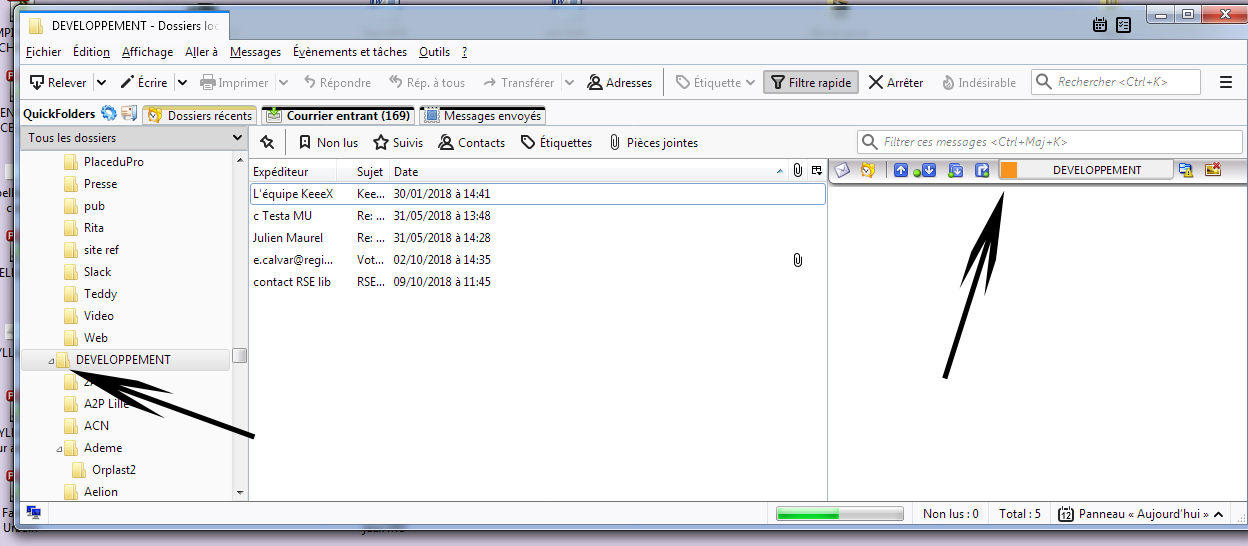 DEVELOPPEMENT - Dossiers loc
Fichier Édition Affichage Aller à Messages Évènements et tâches Outils ?
Relever Écrire Imprimer Répondre Rép. à tous Transférer Adresses Étiquette Filtre rapide Arrêter Indésirable Rechercher <Ctrl+K>
QuickFolders Dossiers récents Courrier entrant (169) Messages envoyés
Tous les dossiers
Non lus Suivis Contacts Étiquettes Pièces jointes Filtrer ces messages <Ctrl+Maj+K>
PlaceduPro
Presse
pub
Rita
site ref
Slack
Teddy
Video
Web
DEVELOPPEMENT
A2P Lille
ACN
Ademe
Orplast2
Aelion
Expéditeur Sujet Date
L'équipe KeeeX Kee... 30/01/2018 à 14:41
c Testa MU Re: ... 31/05/2018 à 13:48
Julien Maurel Re: ... 31/05/2018 à 14:28
e.calvar@regi... Vot... 02/10/2018 à 14:35
contact RSE lib RSE... 09/10/2018 à 11:45
DEVELOPPEMENT
Non lus : 0 Total : 5 12 Panneau « Aujourd'hui »